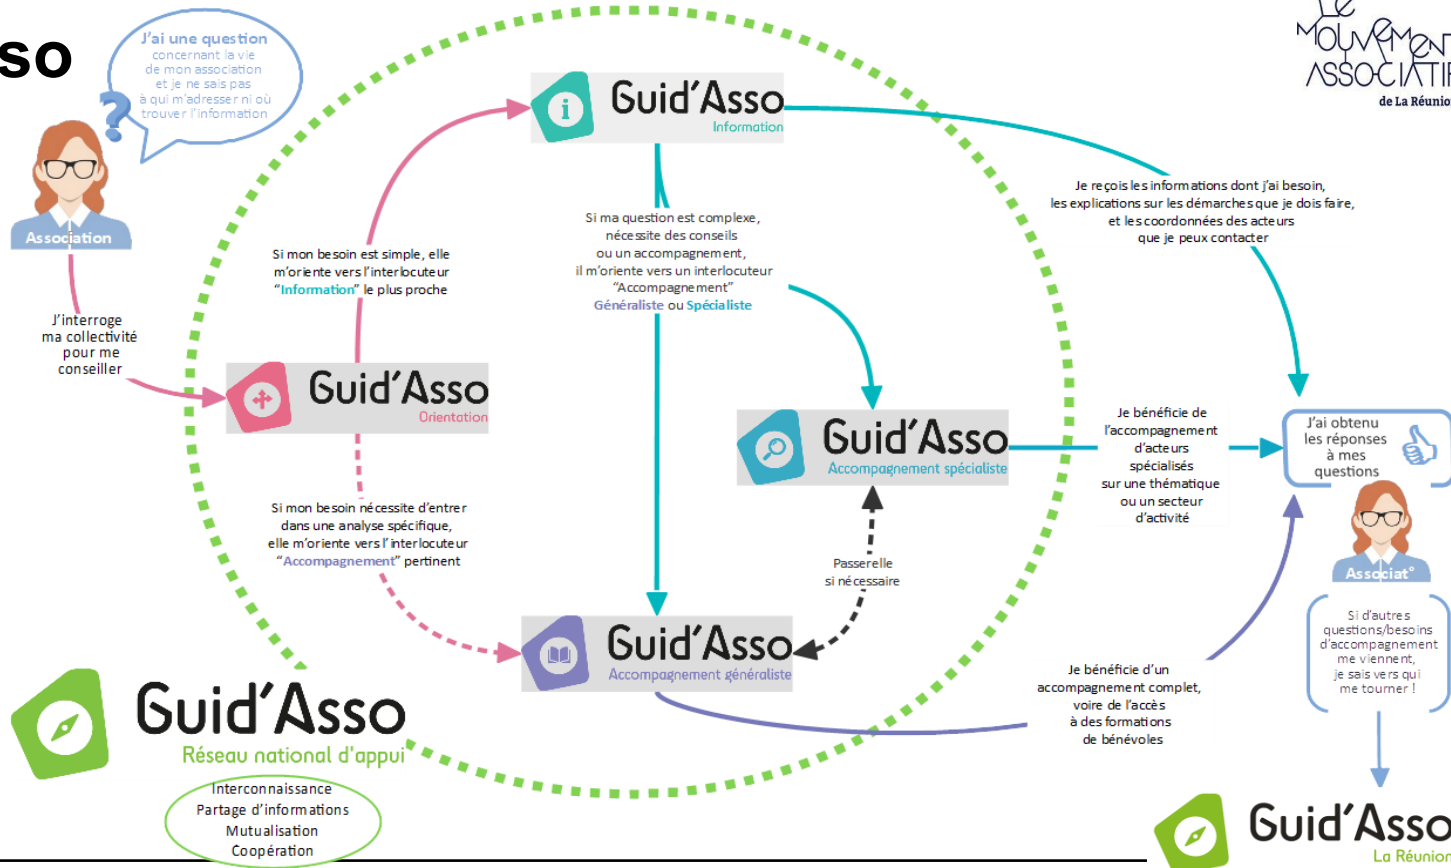 so
J'ai une question
concernant la vie
de mon association
et je ne sais pas
à qui m'adresser ni où
trouver l'information
?
Association
J'interroge
ma collectivité
pour me
conseiller
Le
MOUVEMENT
ASSOCIATIF
de La Réunion
Guid'Asso
Information
Si mon besoin est simple, elle
m'oriente vers l'interlocuteur
"Information" le plus proche
Si ma question est complexe,
nécessite des conseils
ou un accompagnement,
il m'oriente vers un interlocuteur
"Accompagnement"
Généraliste ou Spécialiste
Je reçois les informations dont j'ai besoin,
les explications sur les démarches que je dois faire,
et les coordonnées des acteurs
que je peux contacter
Guid'Asso
Orientation
Guid'Asso
Accompagnement spécialiste
Je bénéficie de
l'accompagnement
d'acteurs
spécialisés
sur une thématique
ou un secteur
d'activité
J'ai obtenu
les réponses
à mes
questions
Associat°
Si mon besoin nécessite d'entrer
dans une analyse spécifique,
elle m'oriente vers l'interlocuteur
"Accompagnement" pertinent
Passerelle
si nécessaire
Guid'Asso
Accompagnement généraliste
Je bénéficie d'un
accompagnement complet,
voire de l'accès
à des formations
de bénévoles
Si d'autres
questions/besoins
d'accompagnement
me viennent,
je sais vers qui
me tourner !
Guid'Asso
Réseau national d'appui
Interconnaissance
Partage d'informations
Mutualisation
Coopération
Guid'Asso
La Réunion